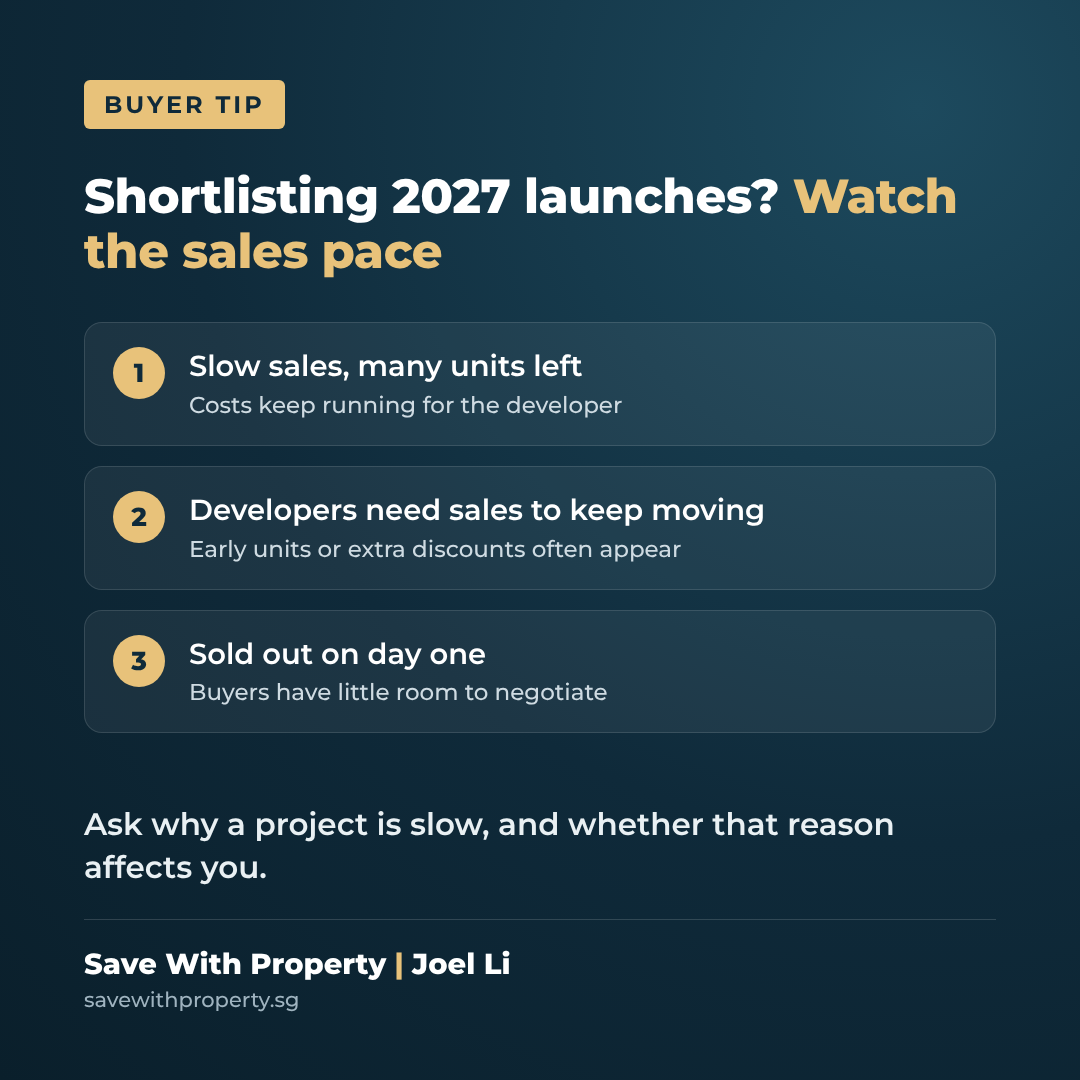 BUYER TIP
Shortlisting 2027 launches? Watch
the sales pace
1
Slow sales, many units left
Costs keep running for the developer
2
Developers need sales to keep moving
Early units or extra discounts often appear
3
Sold out on day one
Buyers have little room to negotiate
Ask why a project is slow, and whether that reason
affects you.
Save With Property | Joel Li
savewithproperty.sg